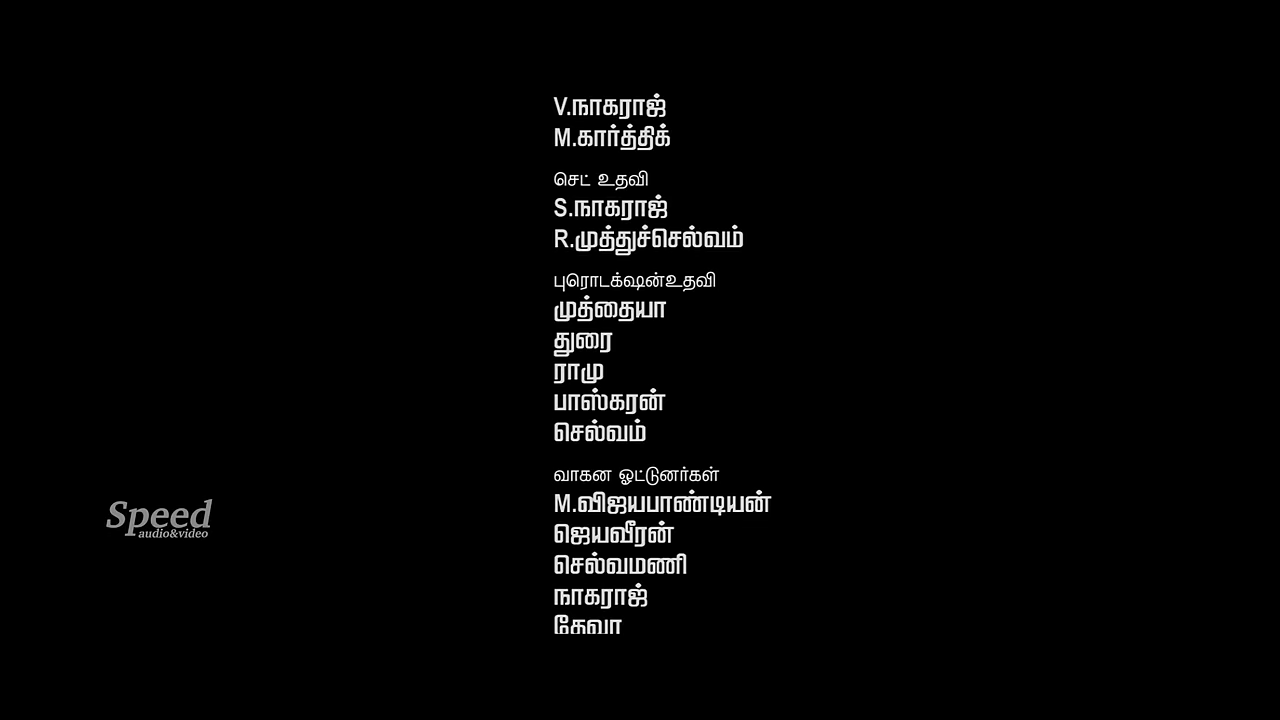 V.நாகராஜ்
M.கார்த்திக்
செட் உதவி
S.நாகராஜ்
R.முத்துச்செல்வம்
புரொடக்ஷன்உதவி
முத்தையா
துரை
ராமு
பாஸ்கரன்
செல்வம்
வாகன ஓட்டுனர்கள்
M.விஜயபாண்டியன்
ஜெயவீரன்
செல்வமணி
நாகராஜ்
Speed
audio&video